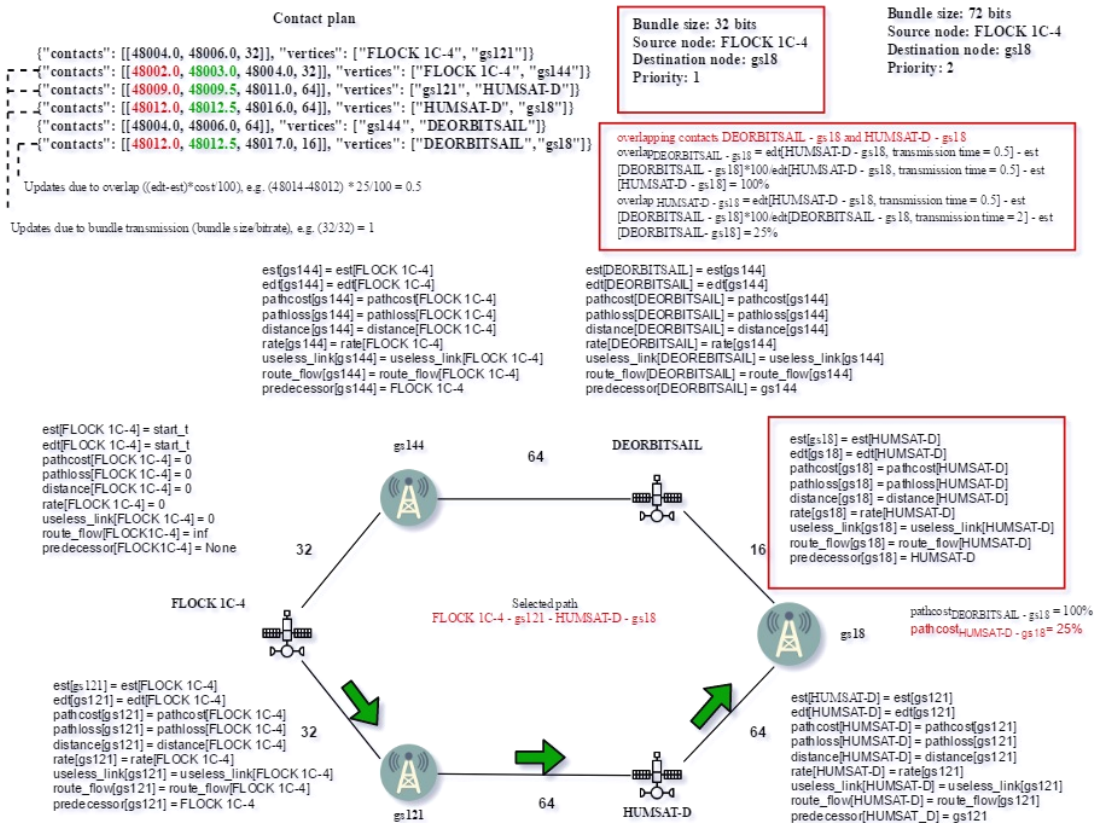 Contact plan
{"contacts": [[48004.0, 48006.0, 32]], "vertices": ["FLOCK 1C-4", "gs121"]}
{"contacts": [[48002.0, 48003.0, 48004.0, 32]], "vertices": ["FLOCK 1C-4", "gs144"]}
{"contacts": [[48009.0, 48009.5, 48011.0, 64]], "vertices": ["gs121", "HUMSAT-D"]}
{"contacts": [[48012.0, 48012.5, 48016.0, 64]], "vertices": ["HUMSAT-D", "gs18"]}
{"contacts": [[48004.0, 48006.0, 64]], "vertices": ["gs144", "DEORBITSAIL"]}
{"contacts": [[48012.0, 48012.5, 48017.0, 16]], "vertices": ["DEORBITSAIL","gs18"]}
Updates due to overlap ((edt-est)*cost/100), e.g. (48014-48012) * 25/100 = 0.5
Updates due to bundle transmission (bundle size/bitrate), e.g. (32/32) = 1
Bundle size: 32 bits
Source node: FLOCK 1C-4
Destination node: gs18
Priority: 1
Bundle size: 72 bits
Source node: FLOCK 1C-4
Destination node: gs18
Priority: 2
overlapping contacts DEORBITSAIL - gs18 and HUMSAT-D - gs18
overlap DEORBITSAIL - gs18 = edt[HUMSAT-D - gs18, transmission time = 0.5] - est
[DEORBITSAIL - gs18]*100/edt[HUMSAT-D - gs18, transmission time = 0.5] - est
[HUMSAT-D - gs18] = 100%
overlap HUMSAT-D - gs18 = edt[HUMSAT-D - gs18, transmission time = 0.5] - est
[DEORBITSAIL - gs18]*100/edt[DEORBITSAIL - gs18, transmission time = 2] - est
[DEORBITSAIL- gs18] = 25%
est[gs144] = est[FLOCK 1C-4]
edt[gs144] = edt[FLOCK 1C-4]
pathcost[gs144] = pathcost[FLOCK 1C-4]
pathloss[gs144] = pathloss[FLOCK 1C-4]
distance[gs144] = distance[FLOCK 1C-4]
rate[gs144] = rate[FLOCK 1C-4]
useless_link[gs144] = useless_link[FLOCK 1C-4]
route_flow[gs144] = route_flow[FLOCK 1C-4]
predecessor[gs144] = FLOCK 1C-4
est[DEORBITSAIL] = est[gs144]
edt[DEORBITSAIL] = edt[gs144]
pathcost[DEORBITSAIL] = pathcost[gs144]
pathloss[DEORBITSAIL] = pathloss[gs144]
distance[DEORBITSAIL] = distance[gs144]
rate[DEORBITSAIL] = rate[gs144]
useless_link[DEOREBITSAIL] = useless_link[gs144]
route_flow[DEORBITSAIL] = route_flow[gs144]
predecessor[DEORBITSAIL] = gs144
est[FLOCK 1C-4] = start_t
edt[FLOCK 1C-4] = start_t
pathcost[FLOCK 1C-4] = 0
pathloss[FLOCK 1C-4] = 0
distance[FLOCK 1C-4] = 0
rate[FLOCK 1C-4] = 0
useless_link[FLOCK 1C-4] = 0
route_flow[FLOCK1C-4] = inf
predecessor[FLOCK1C-4] = None
gs144
64
DEORBITSAIL
est[gs18] = est[HUMSAT-D]
edt[gs18] = edt[HUMSAT-D]
pathcost[gs18] = pathcost[HUMSAT-D]
pathloss[gs18] = pathloss[HUMSAT-D]
distance[gs18] = distance[HUMSAT-D]
rate[gs18] = rate[HUMSAT-D]
useless_link[gs18] = useless_link[HUMSAT-D]
route_flow[gs18] = route_flow[HUMSAT-D]
predecessor[gs18] = HUMSAT-D
32
16
FLOCK 1C-4
Selected path
FLOCK 1C-4 - gs121 - HUMSAT-D - gs18
gs18
pathcost DEORBITSAIL - gs18 = 100%
pathcost HUMSAT-D - gs18 = 25%
est[gs121] = est[FLOCK 1C-4]
edt[gs121] = edt[FLOCK 1C-4]
pathcost[gs121] = pathcost[FLOCK 1C-4]
pathloss[gs121] = pathloss[FLOCK 1C-4]
distance[gs121] = distance[FLOCK 1C-4]
rate[gs121] = rate[FLOCK 1C-4]
useless_link[gs121] = useless_link[FLOCK 1C-4]
route_flow[gs121] = route_flow[FLOCK 1C-4]
predecessor[gs121] = FLOCK 1C-4
32
gs121
64
HUMSAT-D
64
est[HUMSAT-D] = est[gs121]
edt[HUMSAT-D] = edt[gs121]
pathcost[HUMSAT-D] = pathcost[gs121]
pathloss[HUMSAT-D] = pathloss[gs121]
distance[HUMSAT-D] = distance[gs121]
rate[HUMSAT-D] = rate[gs121]
useless_link[HUMSAT-D] = useless_link[gs121]
route_flow[HUMSAT-D] = route_flow[gs121]
predecessor[HUMSAT_D] = gs121